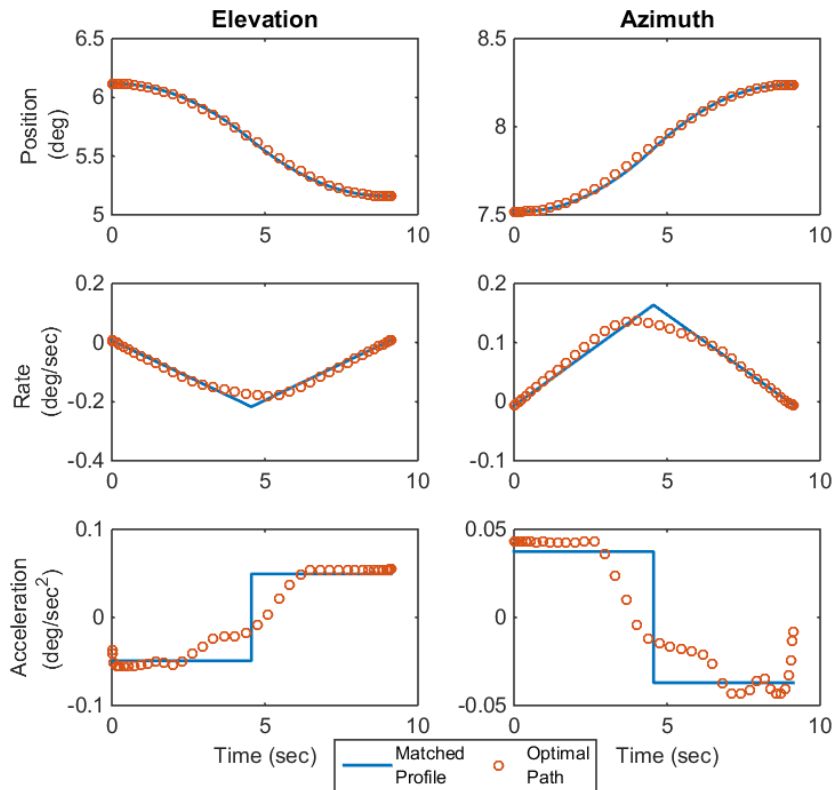 Elevation
Azimuth
6.5
6
5.5
5
Position
(deg)
0
5
10
8.5
8
7.5
0
5
10
0.2
0
-0.2
-0.4
Rate
(deg/sec)
0
5
10
0.2
0.1
0
-0.1
0
5
10
0.1
0
-0.1
Acceleration
(deg/sec²)
0
5
10
Time (sec)
0.05
0
-0.05
0
5
10
Time (sec)
Matched
Profile
Optimal
Path